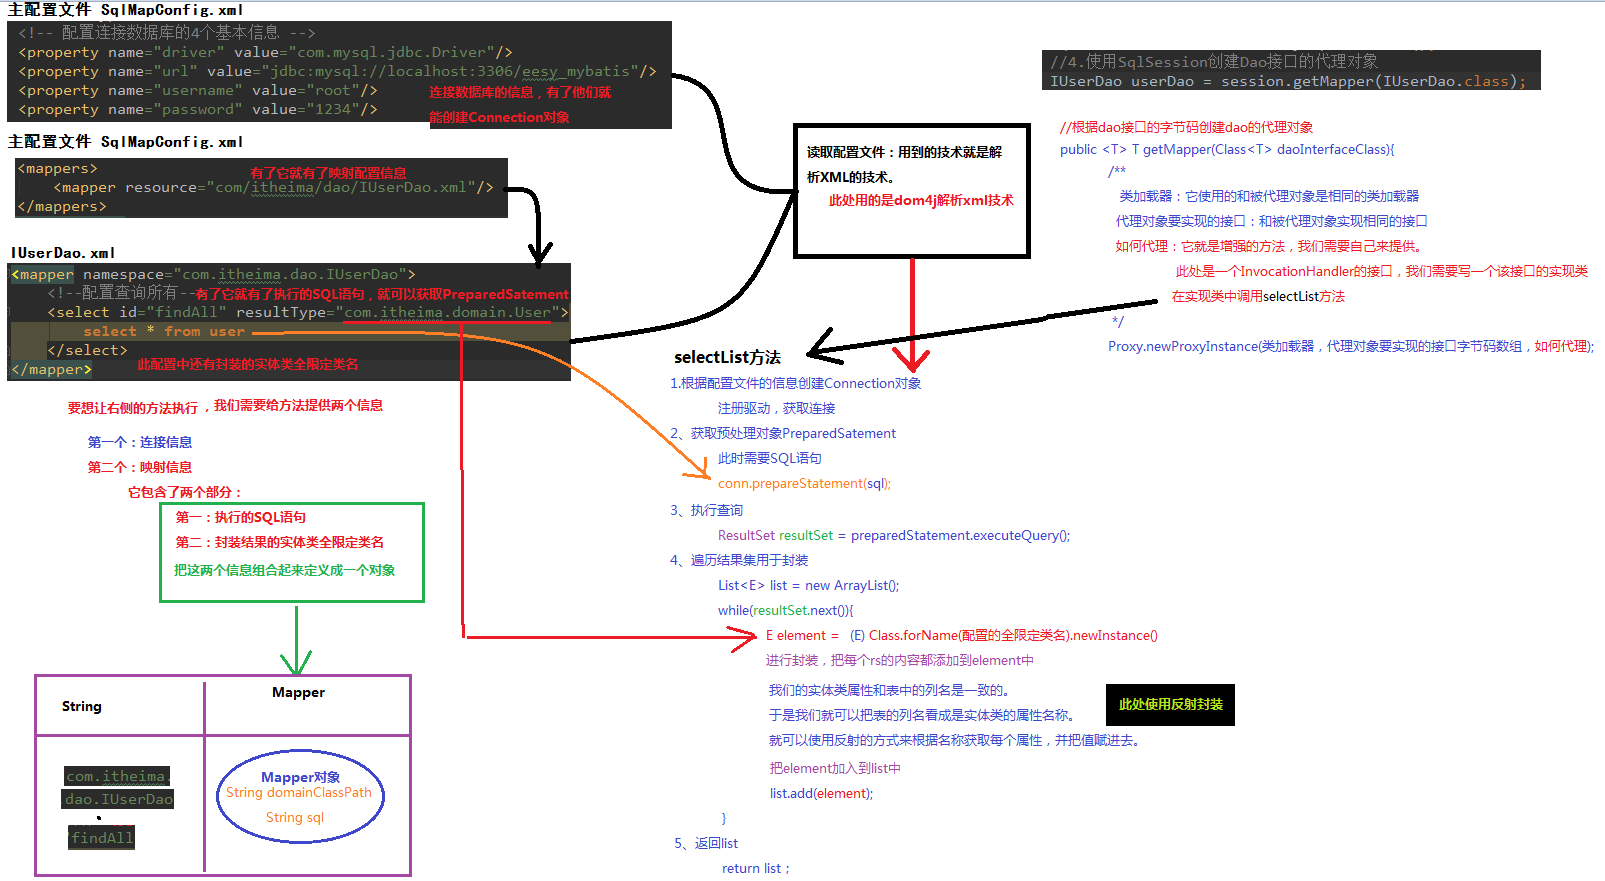 主配置文件 SqlMapConfig.xml
<!-- 配置连接数据库的4个基本信息 -->
<property name="driver" value="com.mysql.jdbc.Driver"/>
<property name="url" value="jdbc:mysql://localhost:3306/eesy_mybatis"/>
<property name="username" value="root"/>
<property name="password" value="1234"/>
连接数据库的信息，有了他们就
能创建Connection对象
主配置文件 SqlMapConfig.xml
<mappers>
有了它就有了映射配置信息
<mapper resource="com/itheima/dao/IUserDao.xml"/>
</mappers>
IUserDao.xml
<mapper namespace="com.itheima.dao.IUserDao">
<!--配置查询所有--
有了它就有了执行的SQL语句，就可以获取PreparedSatement
<select id="findAll" resultType="com.itheima.domain.User">
select * from user
</select>
此配置中还有封装的实体类全限定类名
</mapper>
要想让右侧的方法执行，我们需要给方法提供两个信息
第一个：连接信息
第二个：映射信息
它包含了两个部分：
第一：执行的SQL语句
第二：封装结果的实体类全限定类名
把这两个信息组合起来定义成一个对象
String
Mapper
com.itheima.
dao.IUserDao
.
findAll
Mapper对象
String domainClassPath
String sql
读取配置文件：用到的技术就是解
析XML的技术。
此处用的是dom4j解析xml技术
selectList方法
1.根据配置文件的信息创建Connection对象
注册驱动，获取连接
2、获取预处理对象PreparedSatement
此时需要SQL语句
conn.prepareStatement(sql);
3、执行查询
ResultSet resultSet = preparedStatement.executeQuery();
4、遍历结果集用于封装
List<E> list = new ArrayList();
while(resultSet.next()){
E element = (E) Class.forName(配置的全限定类名).newInstance()
进行封装，把每个rs的内容都添加到element中
我们的实体类属性和表中的列名是一致的。
于是我们就可以把表的列名看成是实体类的属性名称。
就可以使用反射的方式来根据名称获取每个属性，并把值赋进去。
此处使用反射封装
把element加入到list中
list.add(element);
}
5、返回list
return list ;
//4.使用SqlSession创建Dao接口的代理对象
IUserDao userDao = session.getMapper(IUserDao.class);
//根据dao接口的字节码创建dao的代理对象
public <T> T getMapper(Class<T> daoInterfaceClass){
/**
类加载器：它使用的和被代理对象是相同的类加载器
代理对象要实现的接口：和被代理对象实现相同的接口
如何代理：它就是增强的方法，我们需要自己来提供。
此处是一个InvocationHandler的接口，我们需要写一个该接口的实现类
在实现类中调用selectList方法
*/
Proxy.newProxyInstance(类加载器，代理对象要实现的接口字节码数组，如何代理);